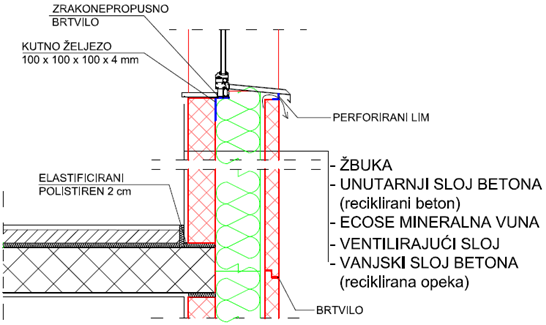 ZRAKONEPROPUSNO
BRTVILO
KUTNO ŽELJEZO
100 x 100 x 100 x 4 mm
PERFORIRANI LIM
ELASTIFICIRANI
POLISTIREN 2 cm
- ŽBUKA
- UNUTARNJI SLOJ BETONA
(reciklirani beton)
- ECOSE MINERALNA VUNA
- VENTILIRAJUĆI SLOJ
- VANJSKI SLOJ BETONA
(reciklirana opeka)
BRTVILO